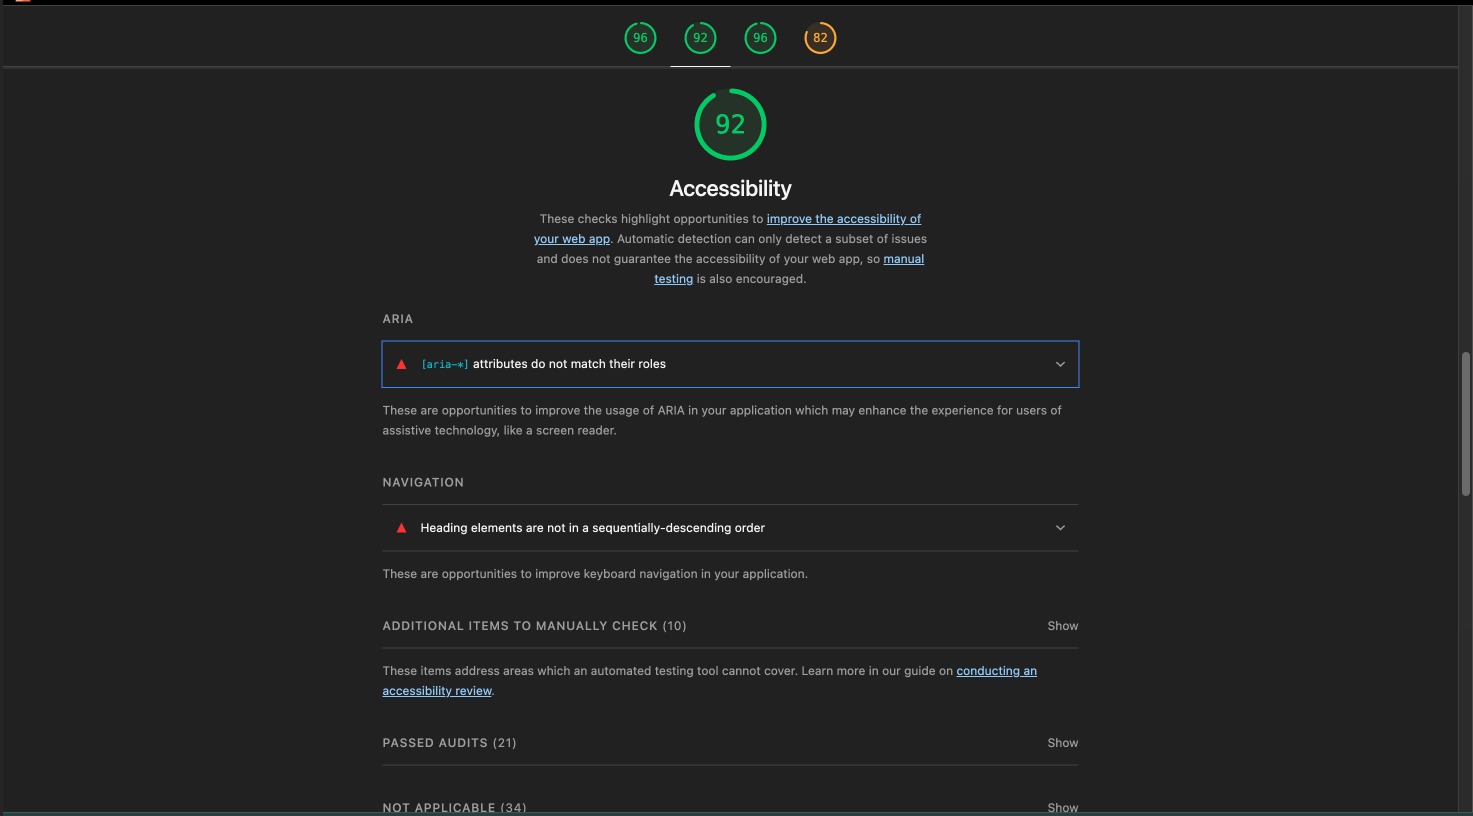 96 92 96 82
92
Accessibility
These checks highlight opportunities to improve the accessibility of
your web app. Automatic detection can only detect a subset of issues
and does not guarantee the accessibility of your web app, so manual
testing is also encouraged.
ARIA
[aria-*] attributes do not match their roles
These are opportunities to improve the usage of ARIA in your application which may enhance the experience for users of
assistive technology, like a screen reader.
NAVIGATION
Heading elements are not in a sequentially-descending order
These are opportunities to improve keyboard navigation in your application.
ADDITIONAL ITEMS TO MANUALLY CHECK (10) Show
These items address areas which an automated testing tool cannot cover. Learn more in our guide on conducting an
accessibility review.
PASSED AUDITS (21) Show
NOT APPLICABLE (34) Show